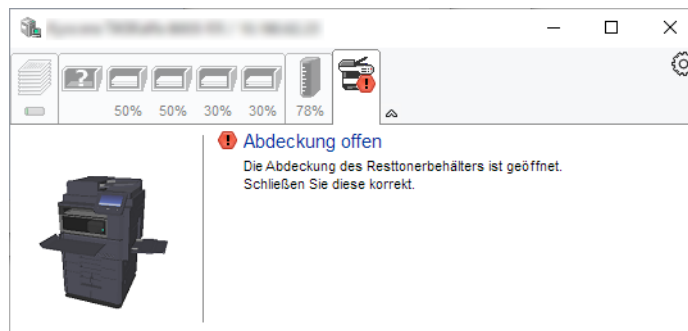 50% 50% 30% 30% 78%
Abdeckung offen
Die Abdeckung des Resttonerbehälters ist geöffnet.
Schließen Sie diese korrekt.